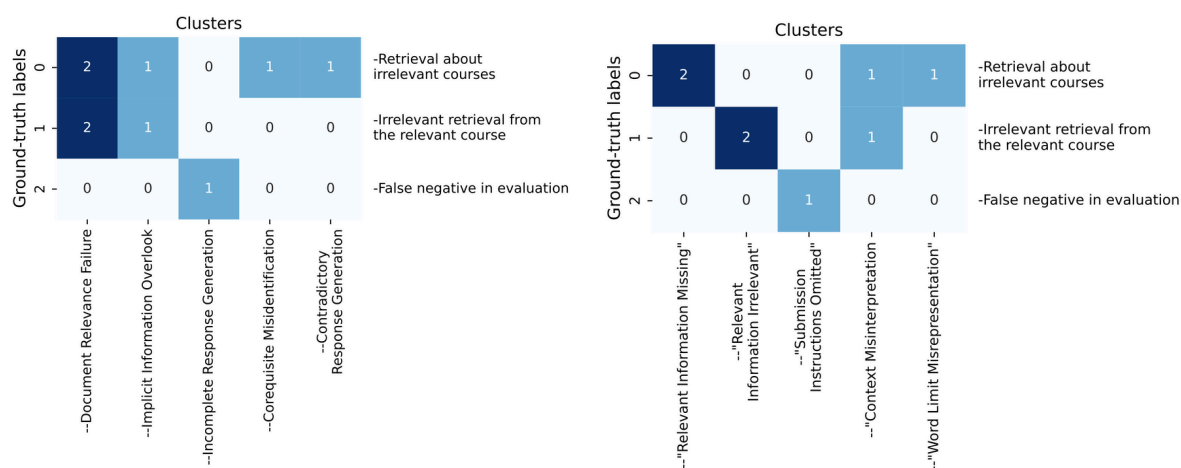 Clusters
Ground-truth labels
0
1
2
2
1
0
1
1
2
1
0
0
0
0
0
1
0
0
-Retrieval about
irrelevant courses
-Irrelevant retrieval from
the relevant course
-False negative in evaluation
--Document Relevance Failure
--Implicit Information Overlook
--Incomplete Response Generation
--Corequisite Misidentification
--Contradictory
Response Generation
Clusters
Ground-truth labels
0
1
2
2
0
0
1
1
0
2
0
1
0
0
0
1
0
0
-Retrieval about
irrelevant courses
-Irrelevant retrieval from
the relevant course
-False negative in evaluation
--"Relevant Information Missing"
--"Relevant
Information Irrelevant"
--"Submission
Instructions Omitted"
--"Context Misinterpretation
--"Word Limit Misrepresentation"